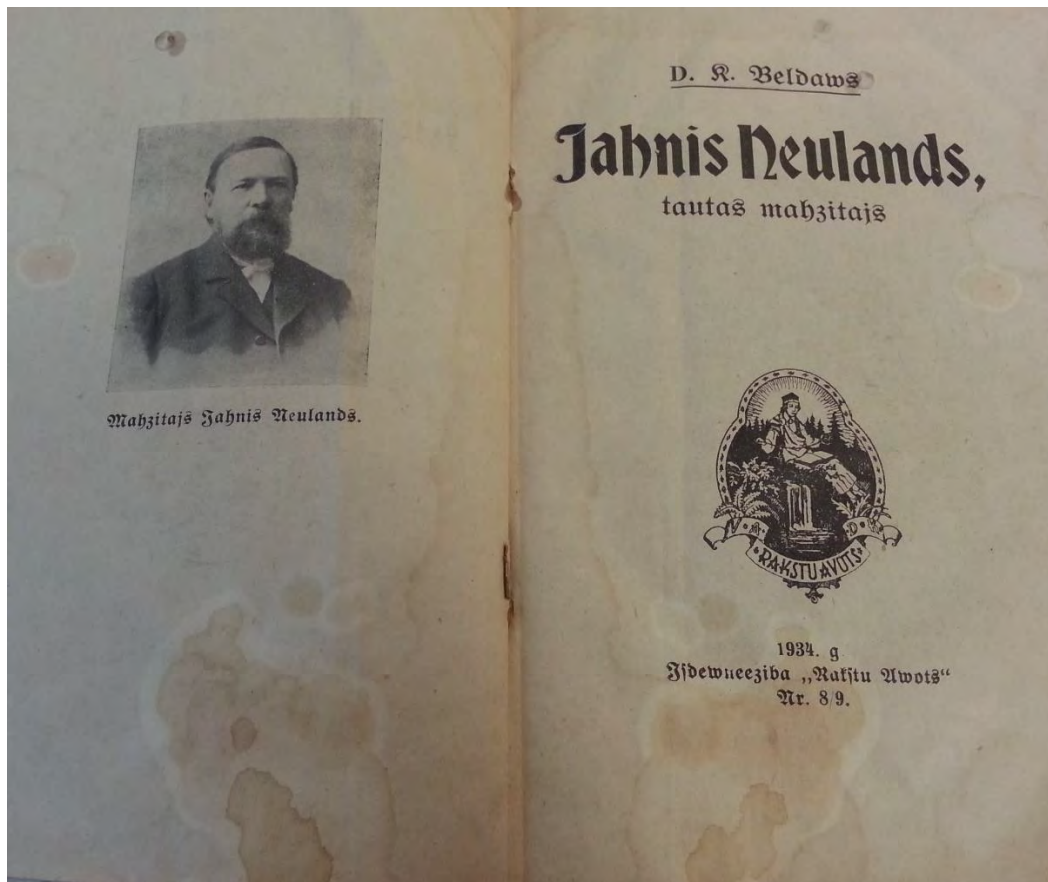 Mahzitajs Jahnis Neulands.
D. K. Beldaws
Jahnis Neulands,
tautas mahzitajs
RAKSTU AVOTS
1934. g
Isdewneeziba „Rakstu Awots“
Nr. 8/9.